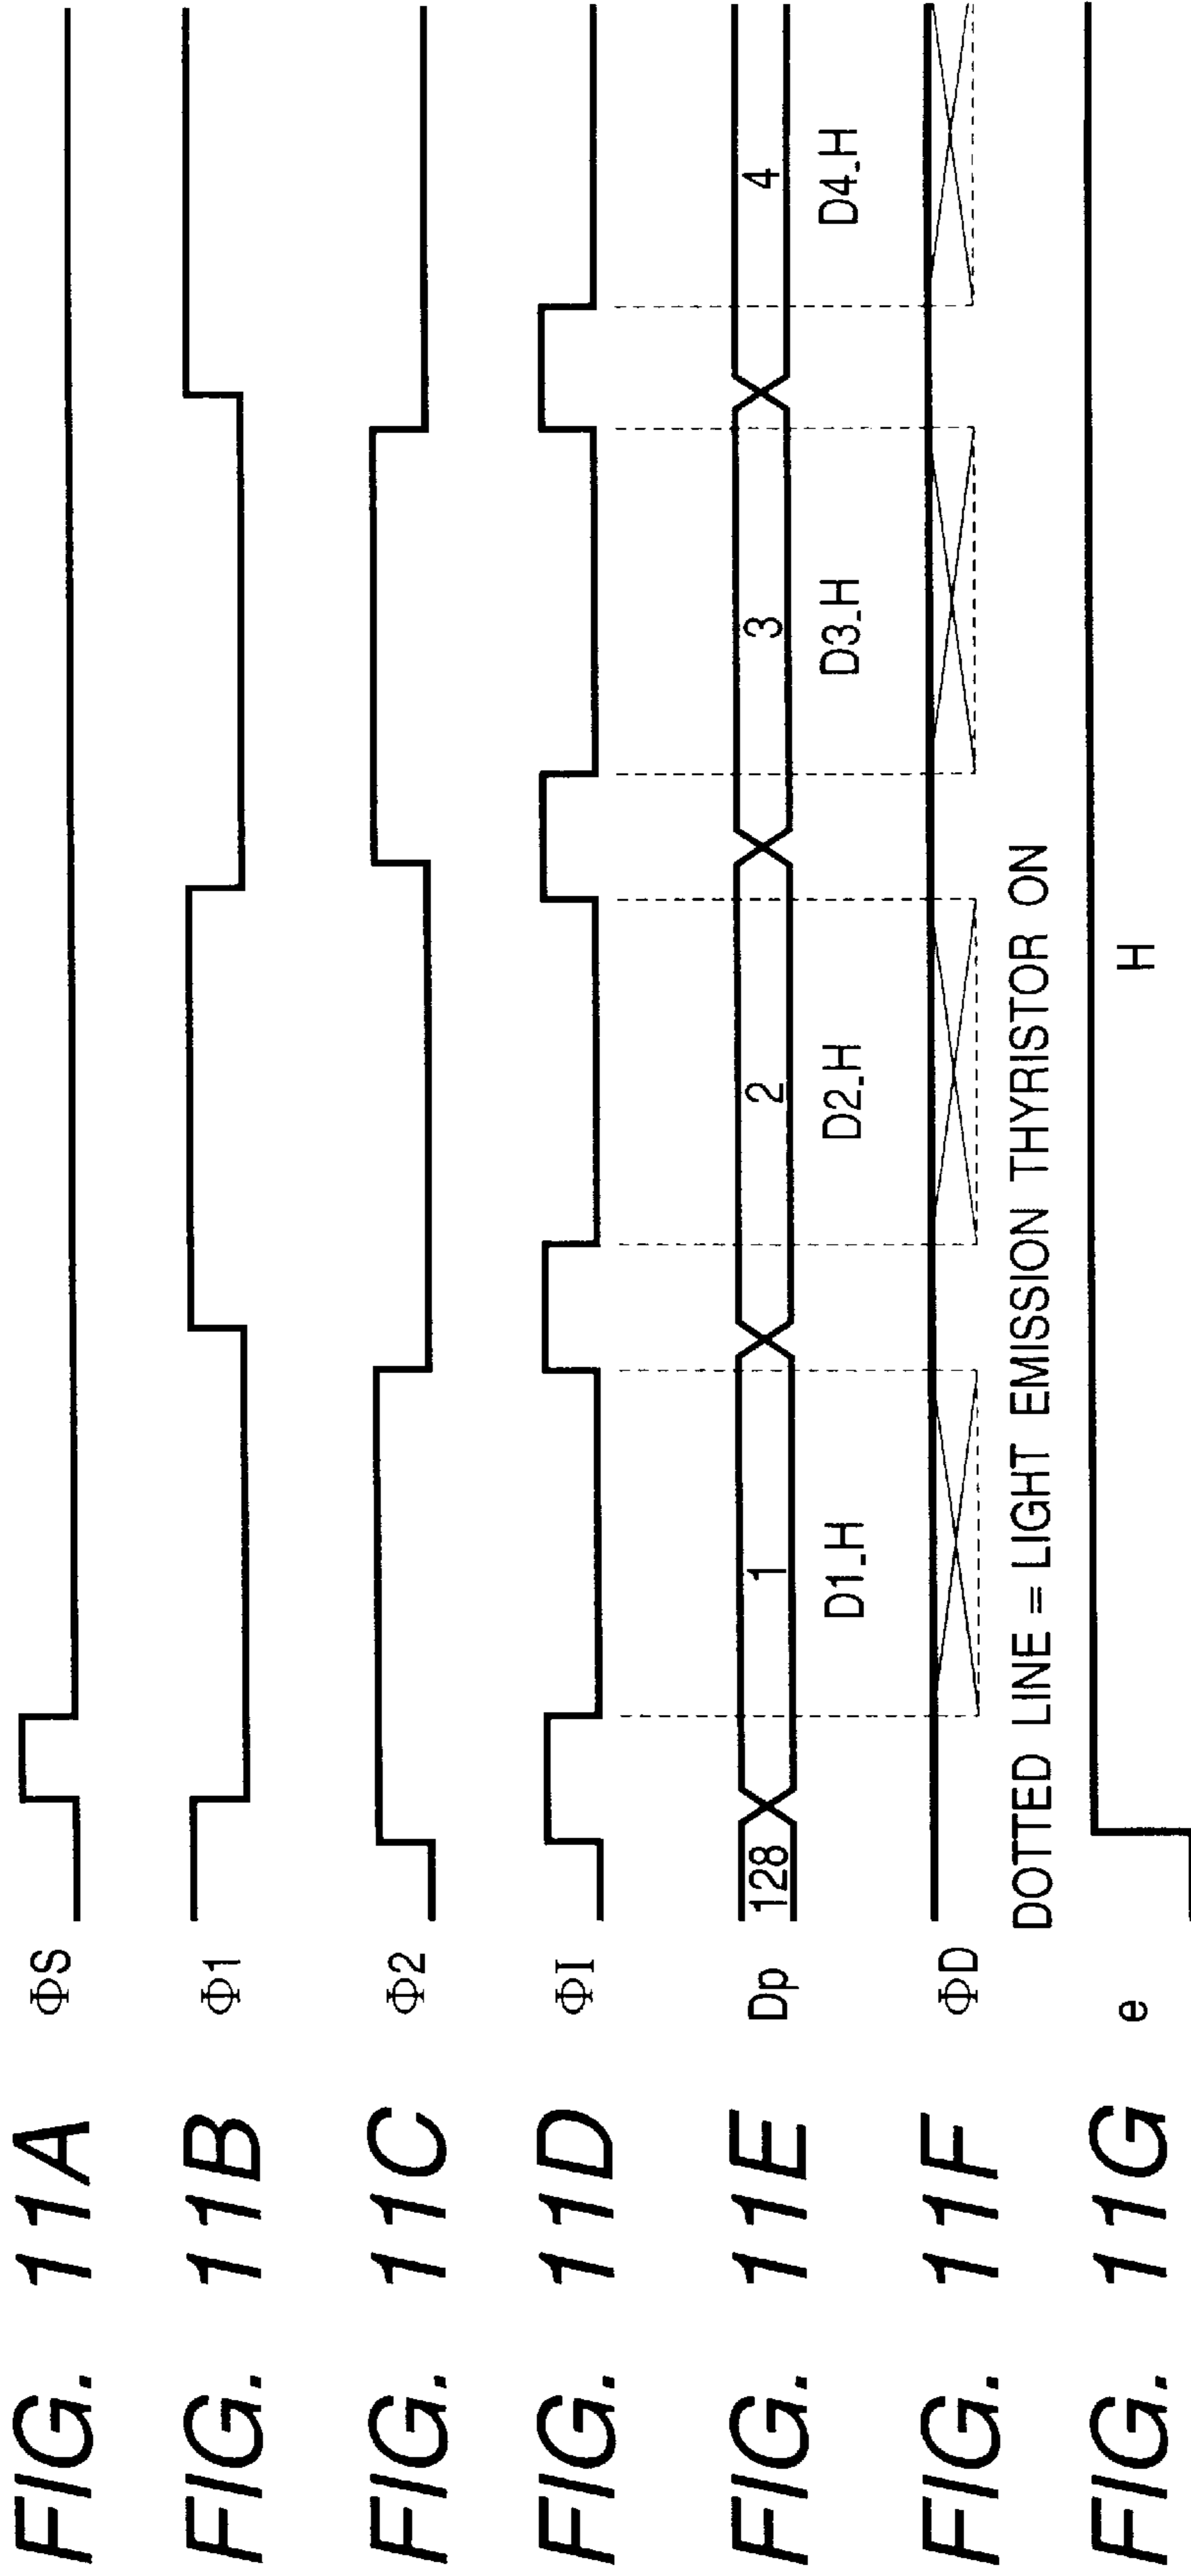 FIG. 11A ΦS
FIG. 11B Φ1
FIG. 11C Φ2
FIG. 11D ΦI
FIG. 11E Dp 128 1 2 3 4
D1_H D2_H D3_H D4_H
FIG. 11F ΦD
DOTTED LINE = LIGHT EMISSION THYRISTOR ON
FIG. 11G e H